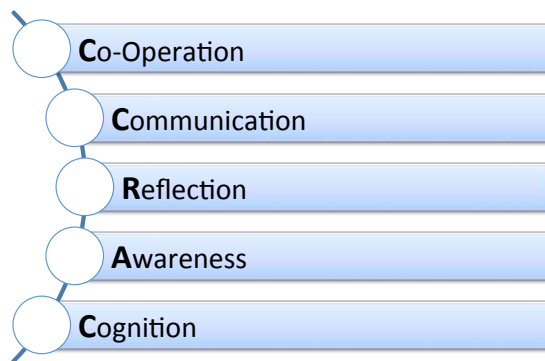 Co-Operation
Communication
Reflection
Awareness
Cognition